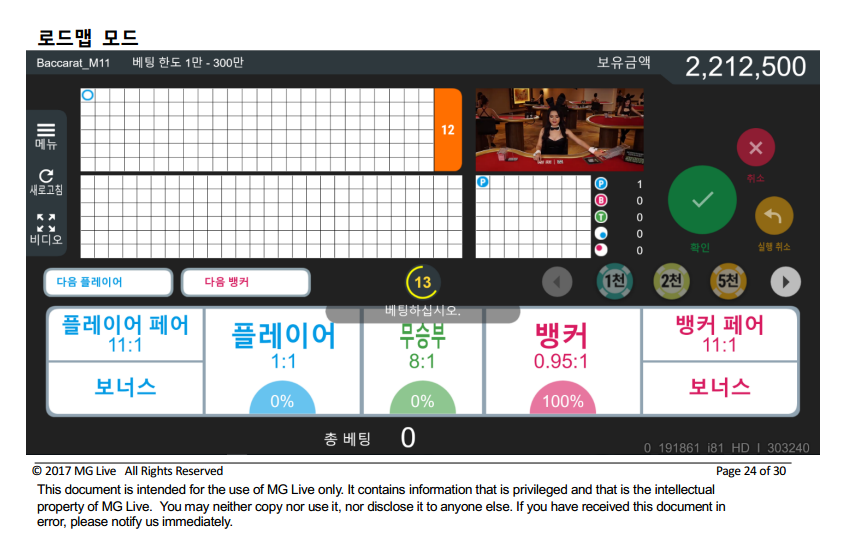 로드맵 모드
Baccarat_M11 베팅 한도 1만 - 300만 보유금액 2,212,500
12
메뉴
새로고침
비디오
P 1
B 0
T 0
0
0
P
취소
확인
실행 취소
다음 플레이어 다음 뱅커 13 1천 2천 5천
베팅하십시오.
플레이어 페어
11:1
보너스
플레이어
1:1
0%
무승부
8:1
0%
뱅커
0.95:1
100%
뱅커 페어
11:1
보너스
총 베팅 0
0 191861 i81 HD I 303240
© 2017 MG Live All Rights Reserved Page 24 of 30
This document is intended for the use of MG Live only. It contains information that is privileged and that is the intellectual
property of MG Live. You may neither copy nor use it, nor disclose it to anyone else. If you have received this document in
error, please notify us immediately.